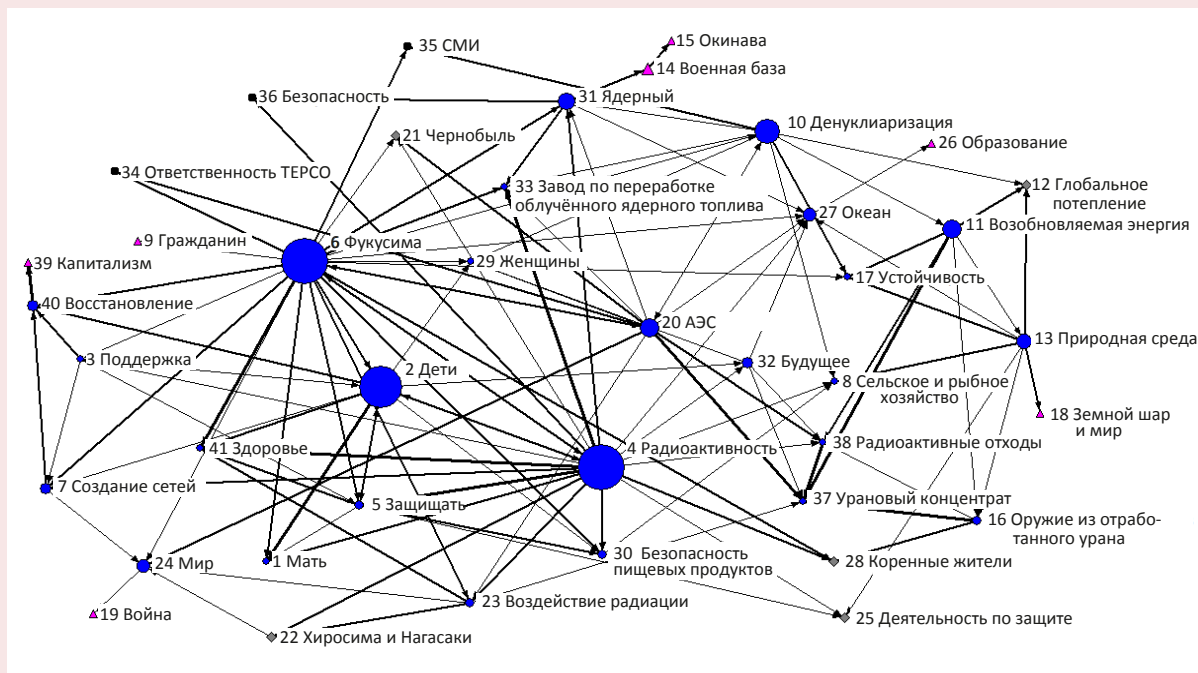 35 СМИ
15 Окинава
14 Военная база
36 Безопасность
31 Ядерный
21 Чернобыль
10 Денуклиаризация
26 Образование
34 Ответственность ТЕРСО
33 Завод по переработке
облучённого ядерного топлива
12 Глобальное
потепление
27 Океан
11 Возобновляемая энергия
9 Гражданин
6 Фукусима
39 Капитализм
29 Женщины
17 Устойчивость
40 Восстановление
20 АЭС
13 Природная среда
3 Поддержка
2 Дети
32 Будущее
8 Сельское и рыбное
хозяйство
18 Земной шар
и мир
41 Здоровье
4 Радиоактивность
38 Радиоактивные отходы
7 Создание сетей
5 Защищать
37 Урановый концентрат
16 Оружие из отрабо-
танного урана
24 Мир
1 Мать
30 Безопасность
пищевых продуктов
28 Коренные жители
19 Война
23 Воздействие радиации
25 Деятельность по защите
22 Хиросима и Нагасаки